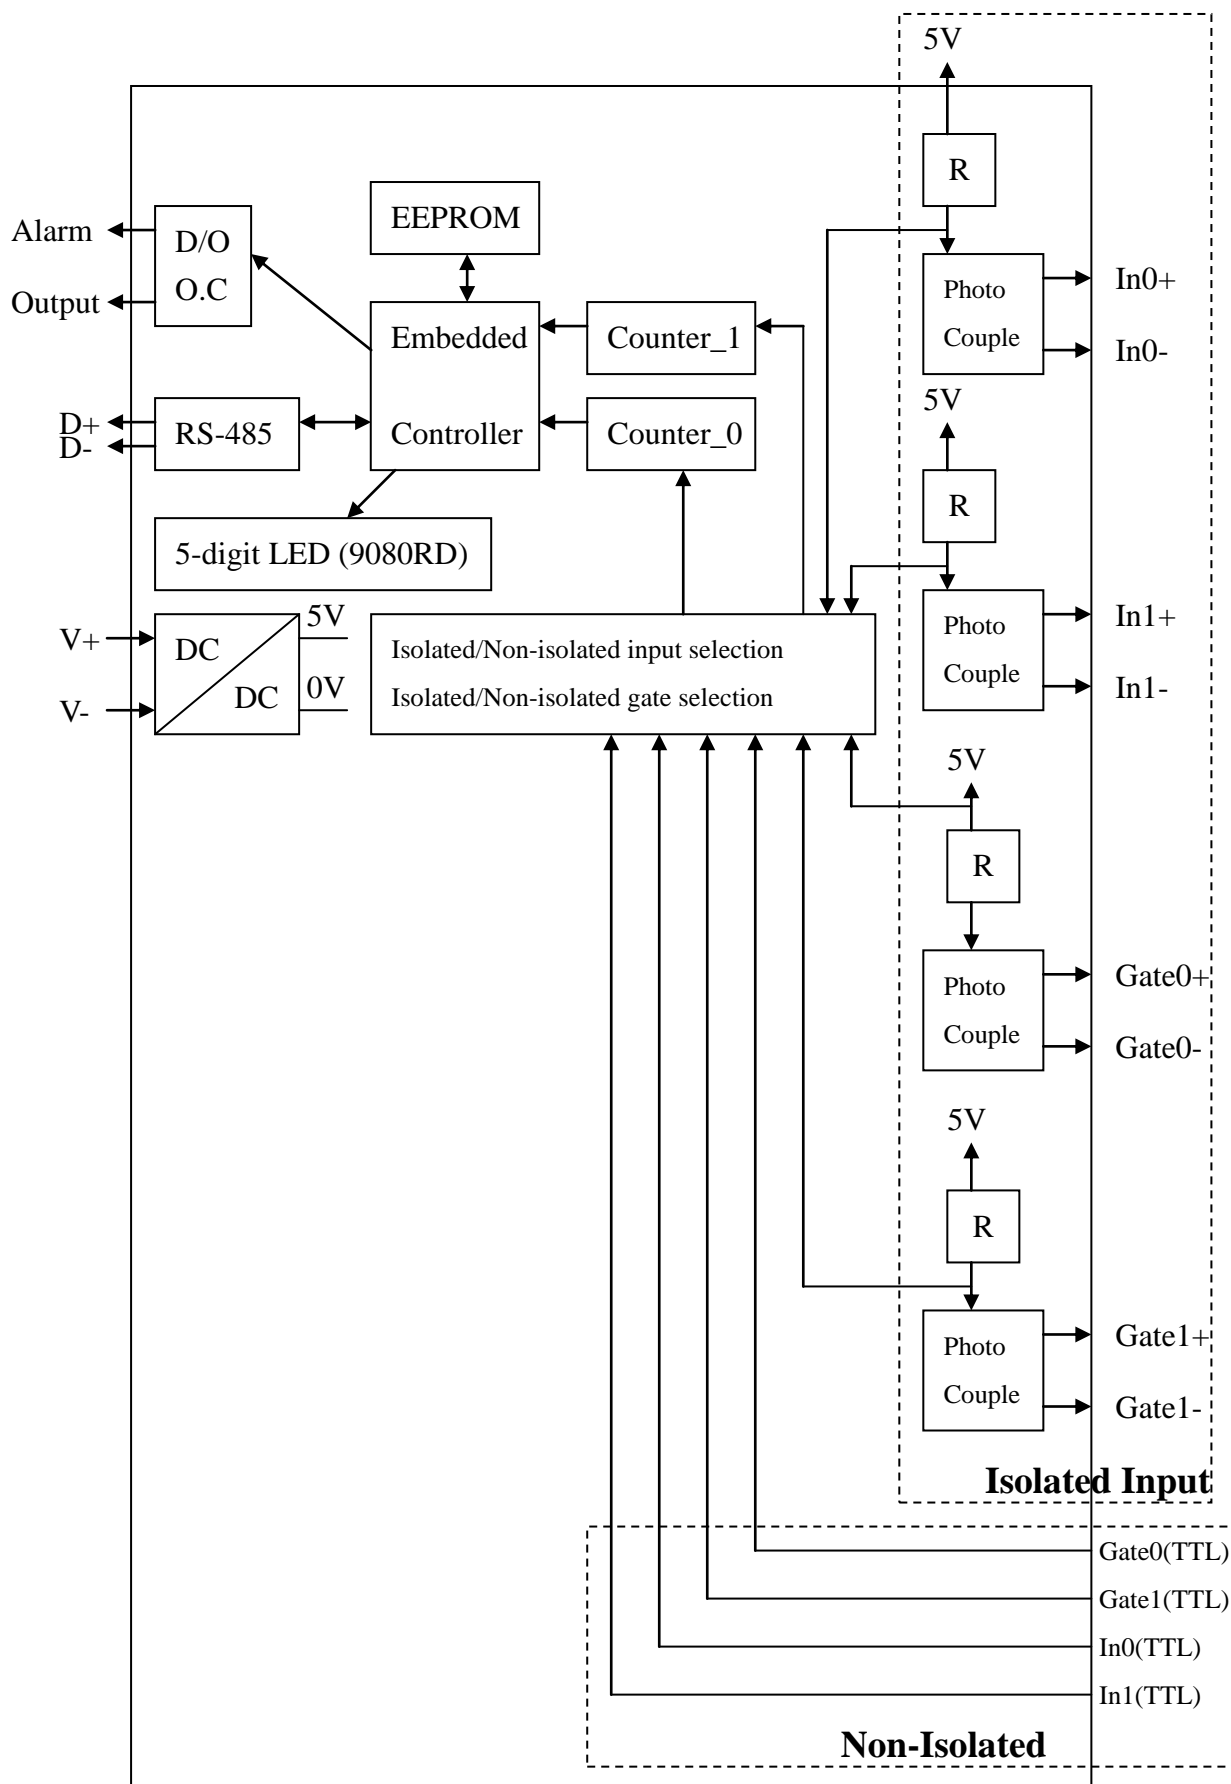 5V
R
Alarm
Output
D/O
O.C
EEPROM
Embedded
Controller
Counter_1
Counter_0
Photo
Couple
In0+
In0-
D+
D-
RS-485
5V
R
5-digit LED (9080RD)
V+
V-
DC
DC
5V
0V
Isolated/Non-isolated input selection
Isolated/Non-isolated gate selection
Photo
Couple
In1+
In1-
5V
R
Photo
Couple
Gate0+
Gate0-
5V
R
Photo
Couple
Gate1+
Gate1-
Isolated Input
Gate0(TTL)
Gate1(TTL)
In0(TTL)
In1(TTL)
Non-Isolated